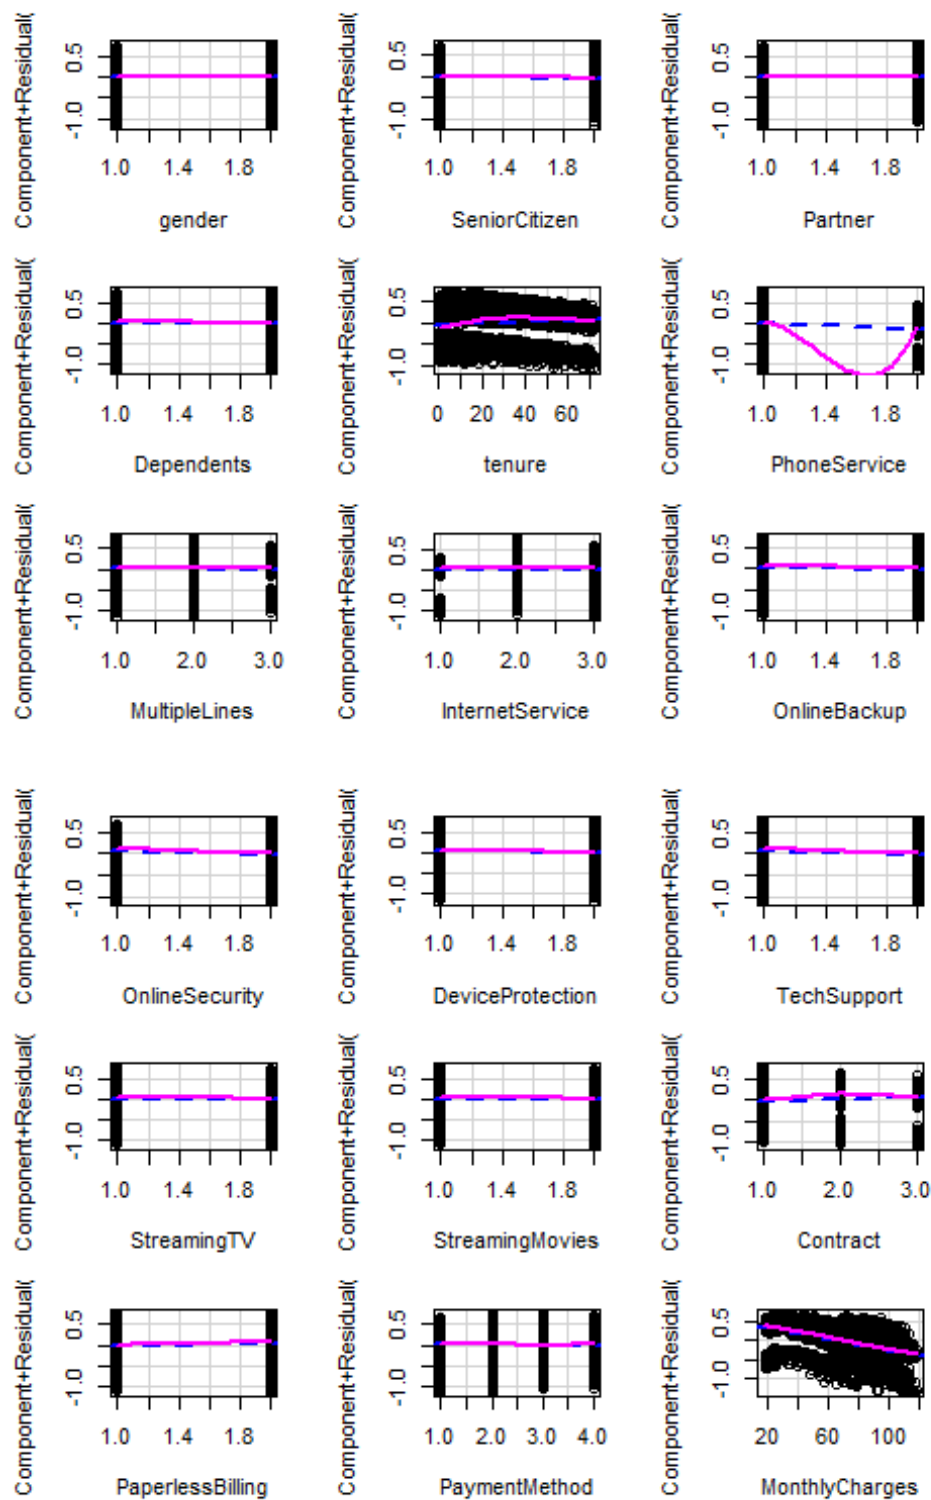 Component+Residual( Component+Residual( Component+Residual(
0.5 0.5 0.5
-1.0 -1.0 -1.0
1.0 1.4 1.8 1.0 1.4 1.8 1.0 1.4 1.8
gender SeniorCitizen Partner
Component+Residual( Component+Residual( Component+Residual(
0.5 0.5 0.5
-1.0 -1.0 -1.0
1.0 1.4 1.8 0 20 40 60 1.0 1.4 1.8
Dependents tenure PhoneService
Component+Residual( Component+Residual( Component+Residual(
0.5 0.5 0.5
-1.0 -1.0 -1.0
1.0 2.0 3.0 1.0 2.0 3.0 1.0 1.4 1.8
MultipleLines InternetService OnlineBackup
Component+Residual( Component+Residual( Component+Residual(
0.5 0.5 0.5
-1.0 -1.0 -1.0
1.0 1.4 1.8 1.0 1.4 1.8 1.0 1.4 1.8
OnlineSecurity DeviceProtection TechSupport
Component+Residual( Component+Residual( Component+Residual(
0.5 0.5 0.5
-1.0 -1.0 -1.0
1.0 1.4 1.8 1.0 1.4 1.8 1.0 2.0 3.0
StreamingTV StreamingMovies Contract
Component+Residual( Component+Residual( Component+Residual(
0.5 0.5 0.5
-1.0 -1.0 -1.0
1.0 1.4 1.8 1.0 2.0 3.0 4.0 20 60 100
PaperlessBilling PaymentMethod MonthlyCharges